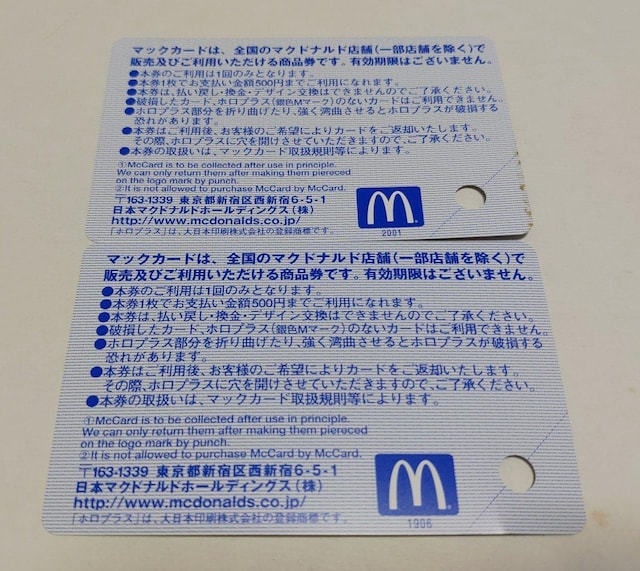 マックカードは、全国のマクドナルド店舗(一部店舗を除く)で
販売及びご利用いただける商品券です。有効期限はございません。
●本券のご利用は1回のみとなります。
●本券1枚でお支払い金額500円までご利用になれます。
●本券は、払い戻し・換金・デザイン交換はできませんのでご了承ください。
●破損したカード、ホロプラス(銀色Mマーク)のないカードはご利用できません。
●ホロプラス部分を折り曲げたり、強く湾曲させるとホロプラスが破損する
恐れがあります。
●本券はご利用後、お客様のご希望によりカードをご返却いたします。
その際、ホロプラスに穴を開けさせていただきますので、ご了承ください。
●本券の取扱いは、マックカード取扱規則等によります。
①McCard is to be collected after use in principle.
We can only return them after making them piereced
on the logo mark by punch.
②It is not allowed to purchase McCard by McCard.
〒163-1339 東京都新宿区西新宿6-5-1
日本マクドナルドホールディングス(株)
http://www.mcdonalds.co.jp/
「ホロプラス」は、大日本印刷株式会社の登録商標です。
M
2001
マックカードは、全国のマクドナルド店舗(一部店舗を除く)で
販売及びご利用いただける商品券です。有効期限はございません。
●本券のご利用は1回のみとなります。
●本券1枚でお支払い金額500円までご利用になれます。
●本券は、払い戻し・換金・デザイン交換はできませんのでご了承ください。
●破損したカード、ホロプラス(銀色Mマーク)のないカードはご利用できません。
●ホロプラス部分を折り曲げたり、強く湾曲させるとホロプラスが破損する
恐れがあります。
●本券はご利用後、お客様のご希望によりカードをご返却いたします。
その際、ホロプラスに穴を開けさせていただきますので、ご了承ください。
●本券の取扱いは、マックカード取扱規則等によります。
①McCard is to be collected after use in principle.
We can only return them after making them piereced
on the logo mark by punch.
②It is not allowed to purchase McCard by McCard.
〒163-1339 東京都新宿区西新宿6-5-1
日本マクドナルドホールディングス(株)
http://www.mcdonalds.co.jp/
「ホロプラス」は、大日本印刷株式会社の登録商標です。
M
1906